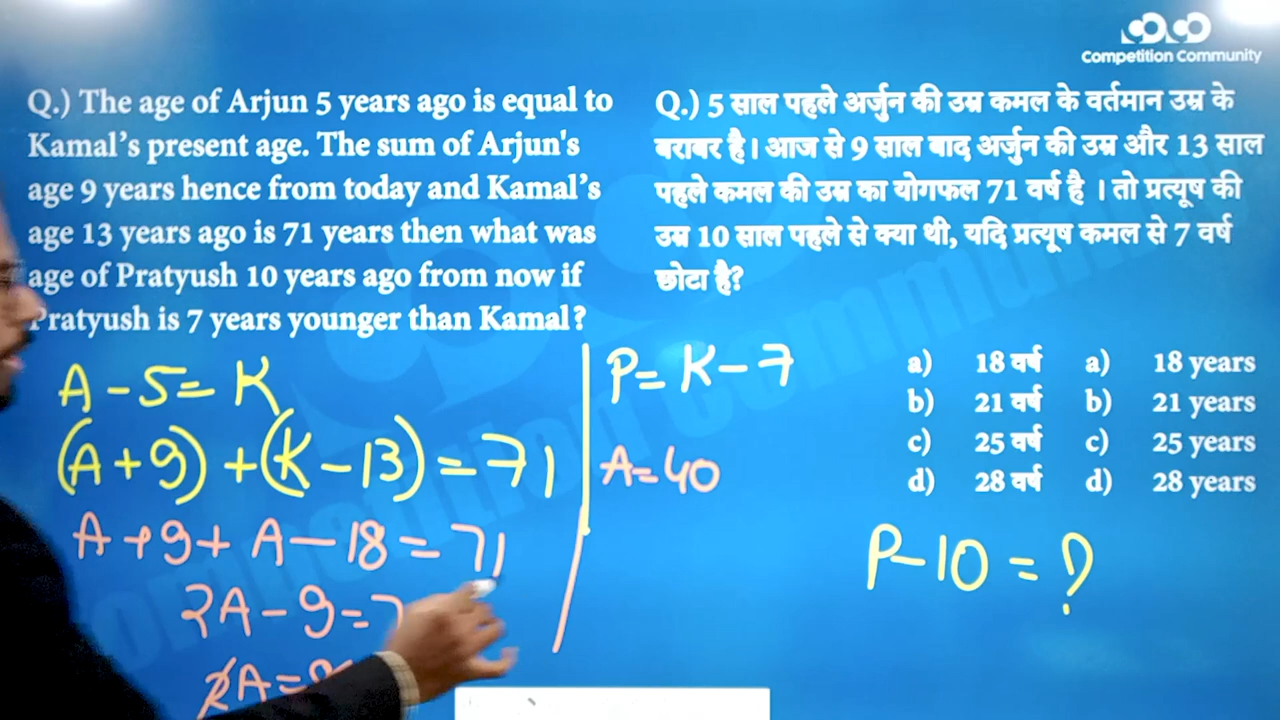 Competition Community
Q.) The age of Arjun 5 years ago is equal to
Kamal's present age. The sum of Arjun's
age 9 years hence from today and Kamal's
age 13 years ago is 71 years then what was
age of Pratyush 10 years ago from now if
Pratyush is 7 years younger than Kamal?
Q.) 5 साल पहले अर्जुन की उम्र कमल के वर्तमान उम्र के
बराबर है। आज से 9 साल बाद अर्जुन की उम्र और 13 साल
पहले कमल की उम्र का योगफल 71 वर्ष है । तो प्रत्यूष की
उम्र 10 साल पहले से क्या थी, यदि प्रत्यूष कमल से 7 वर्ष
छोटा है?
A - 5 = K
(A + 9) + (K - 13) = 71
A + 9 + A - 18 = 71
2A - 9 = 7
2A =
P = K - 7
A = 40
a) 18 वर्ष a) 18 years
b) 21 वर्ष b) 21 years
c) 25 वर्ष c) 25 years
d) 28 वर्ष d) 28 years
P - 10 = ?